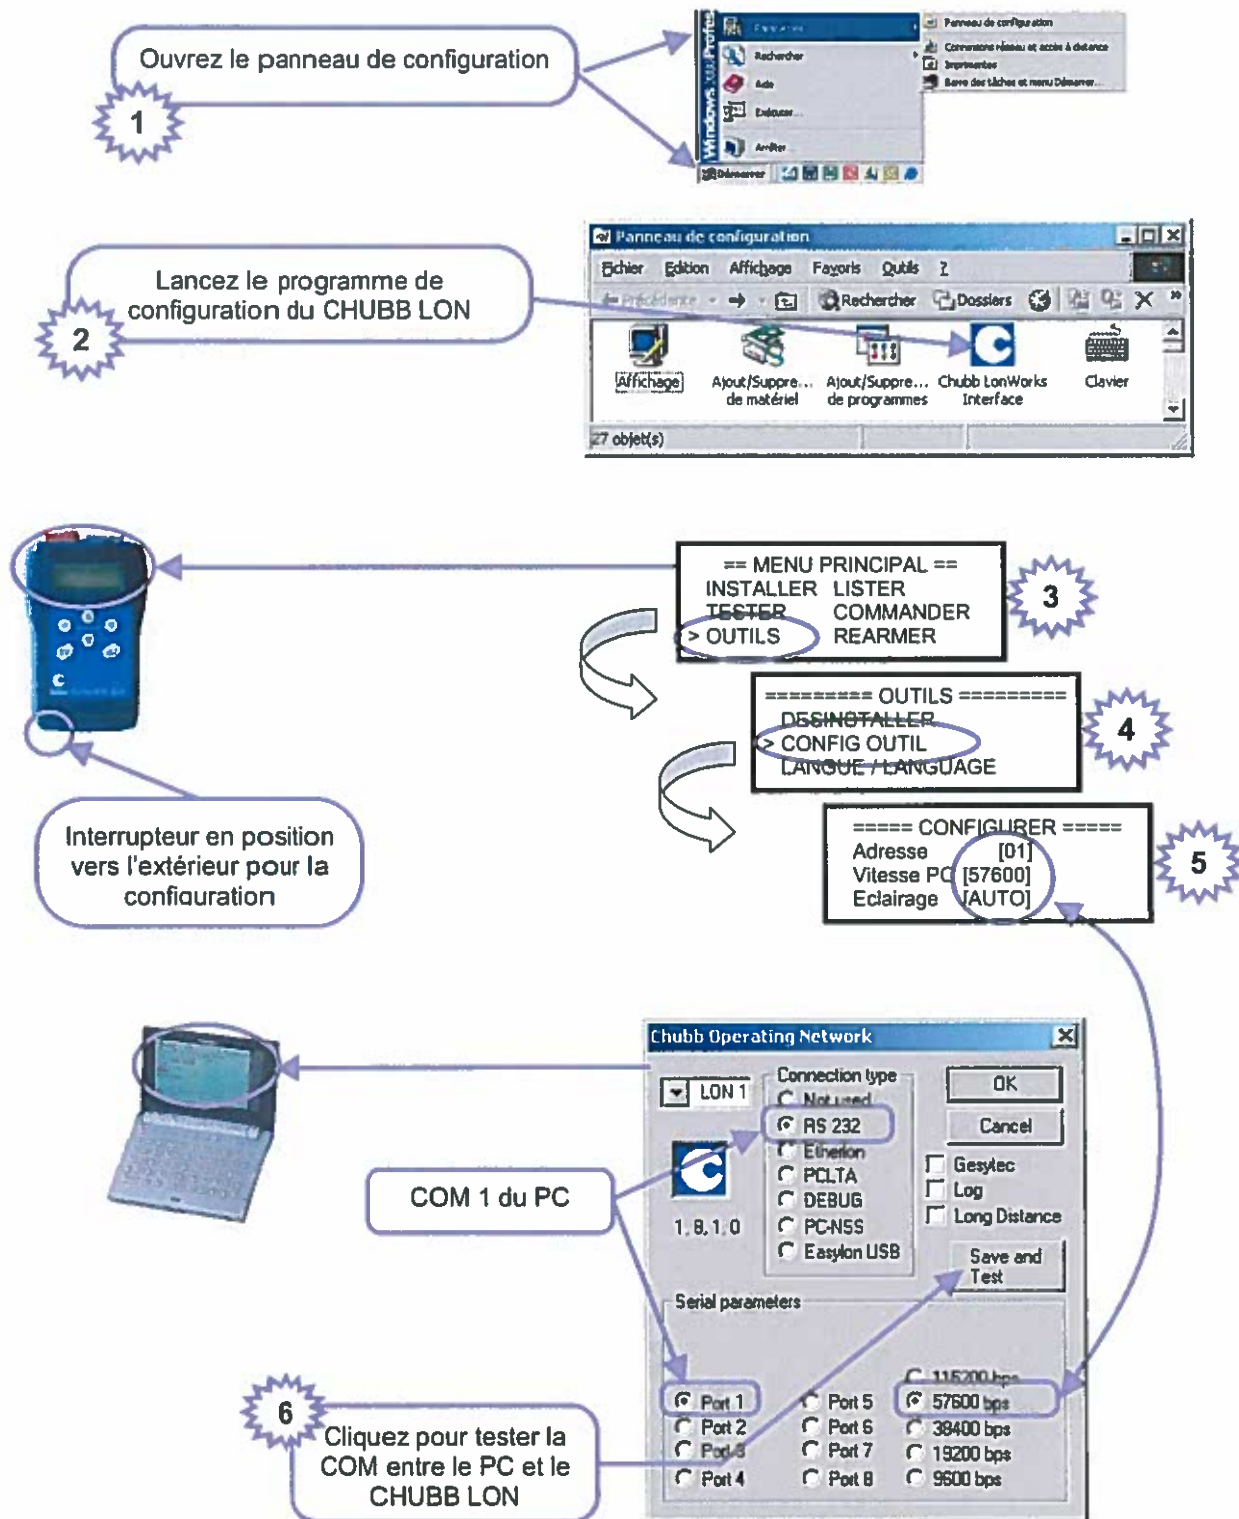 Ouvrez le panneau de configuration
1
Windows 2000 Profes
Paramètres
Rechercher
Aide
Exécuter...
Arrêter...
Démarrer
Panneau de configuration
Connexions réseau et accès à distance
Imprimantes
Barre des tâches et menu Démarrer...
Lancez le programme de
configuration du CHUBB LON
2
Panneau de configuration
Fichier Edition Affichage Favoris Outils ?
Précédente Rechercher Dossiers
Affichage
Ajout/Suppre...
de matériel
Ajout/Suppre...
de programmes
Chubb LonWorks
Interface
Clavier
27 objet(s)
== MENU PRINCIPAL ==
INSTALLER LISTER
TESTER COMMANDER
> OUTILS REARMER
3
========= OUTILS =========
DESINSTALLER
> CONFIG OUTIL
LANGUE / LANGUAGE
4
===== CONFIGURER =====
Adresse [01]
Vitesse PC [57600]
Eclairage [AUTO]
5
Interrupteur en position
vers l'extérieur pour la
configuration
Chubb Operating Network
LON 1
1, 8, 1, 0
Connection type
Not used
RS 232
Etherlon
PCLTA
DEBUG
PC-NSS
Easylon USB
OK
Cancel
Gesytec
Log
Long Distance
Save and
Test
COM 1 du PC
Serial parameters
115200 bps
Port 1 Port 5 57600 bps
Port 2 Port 6 38400 bps
Port 3 Port 7 19200 bps
Port 4 Port 8 9600 bps
6
Cliquez pour tester la
COM entre le PC et le
CHUBB LON